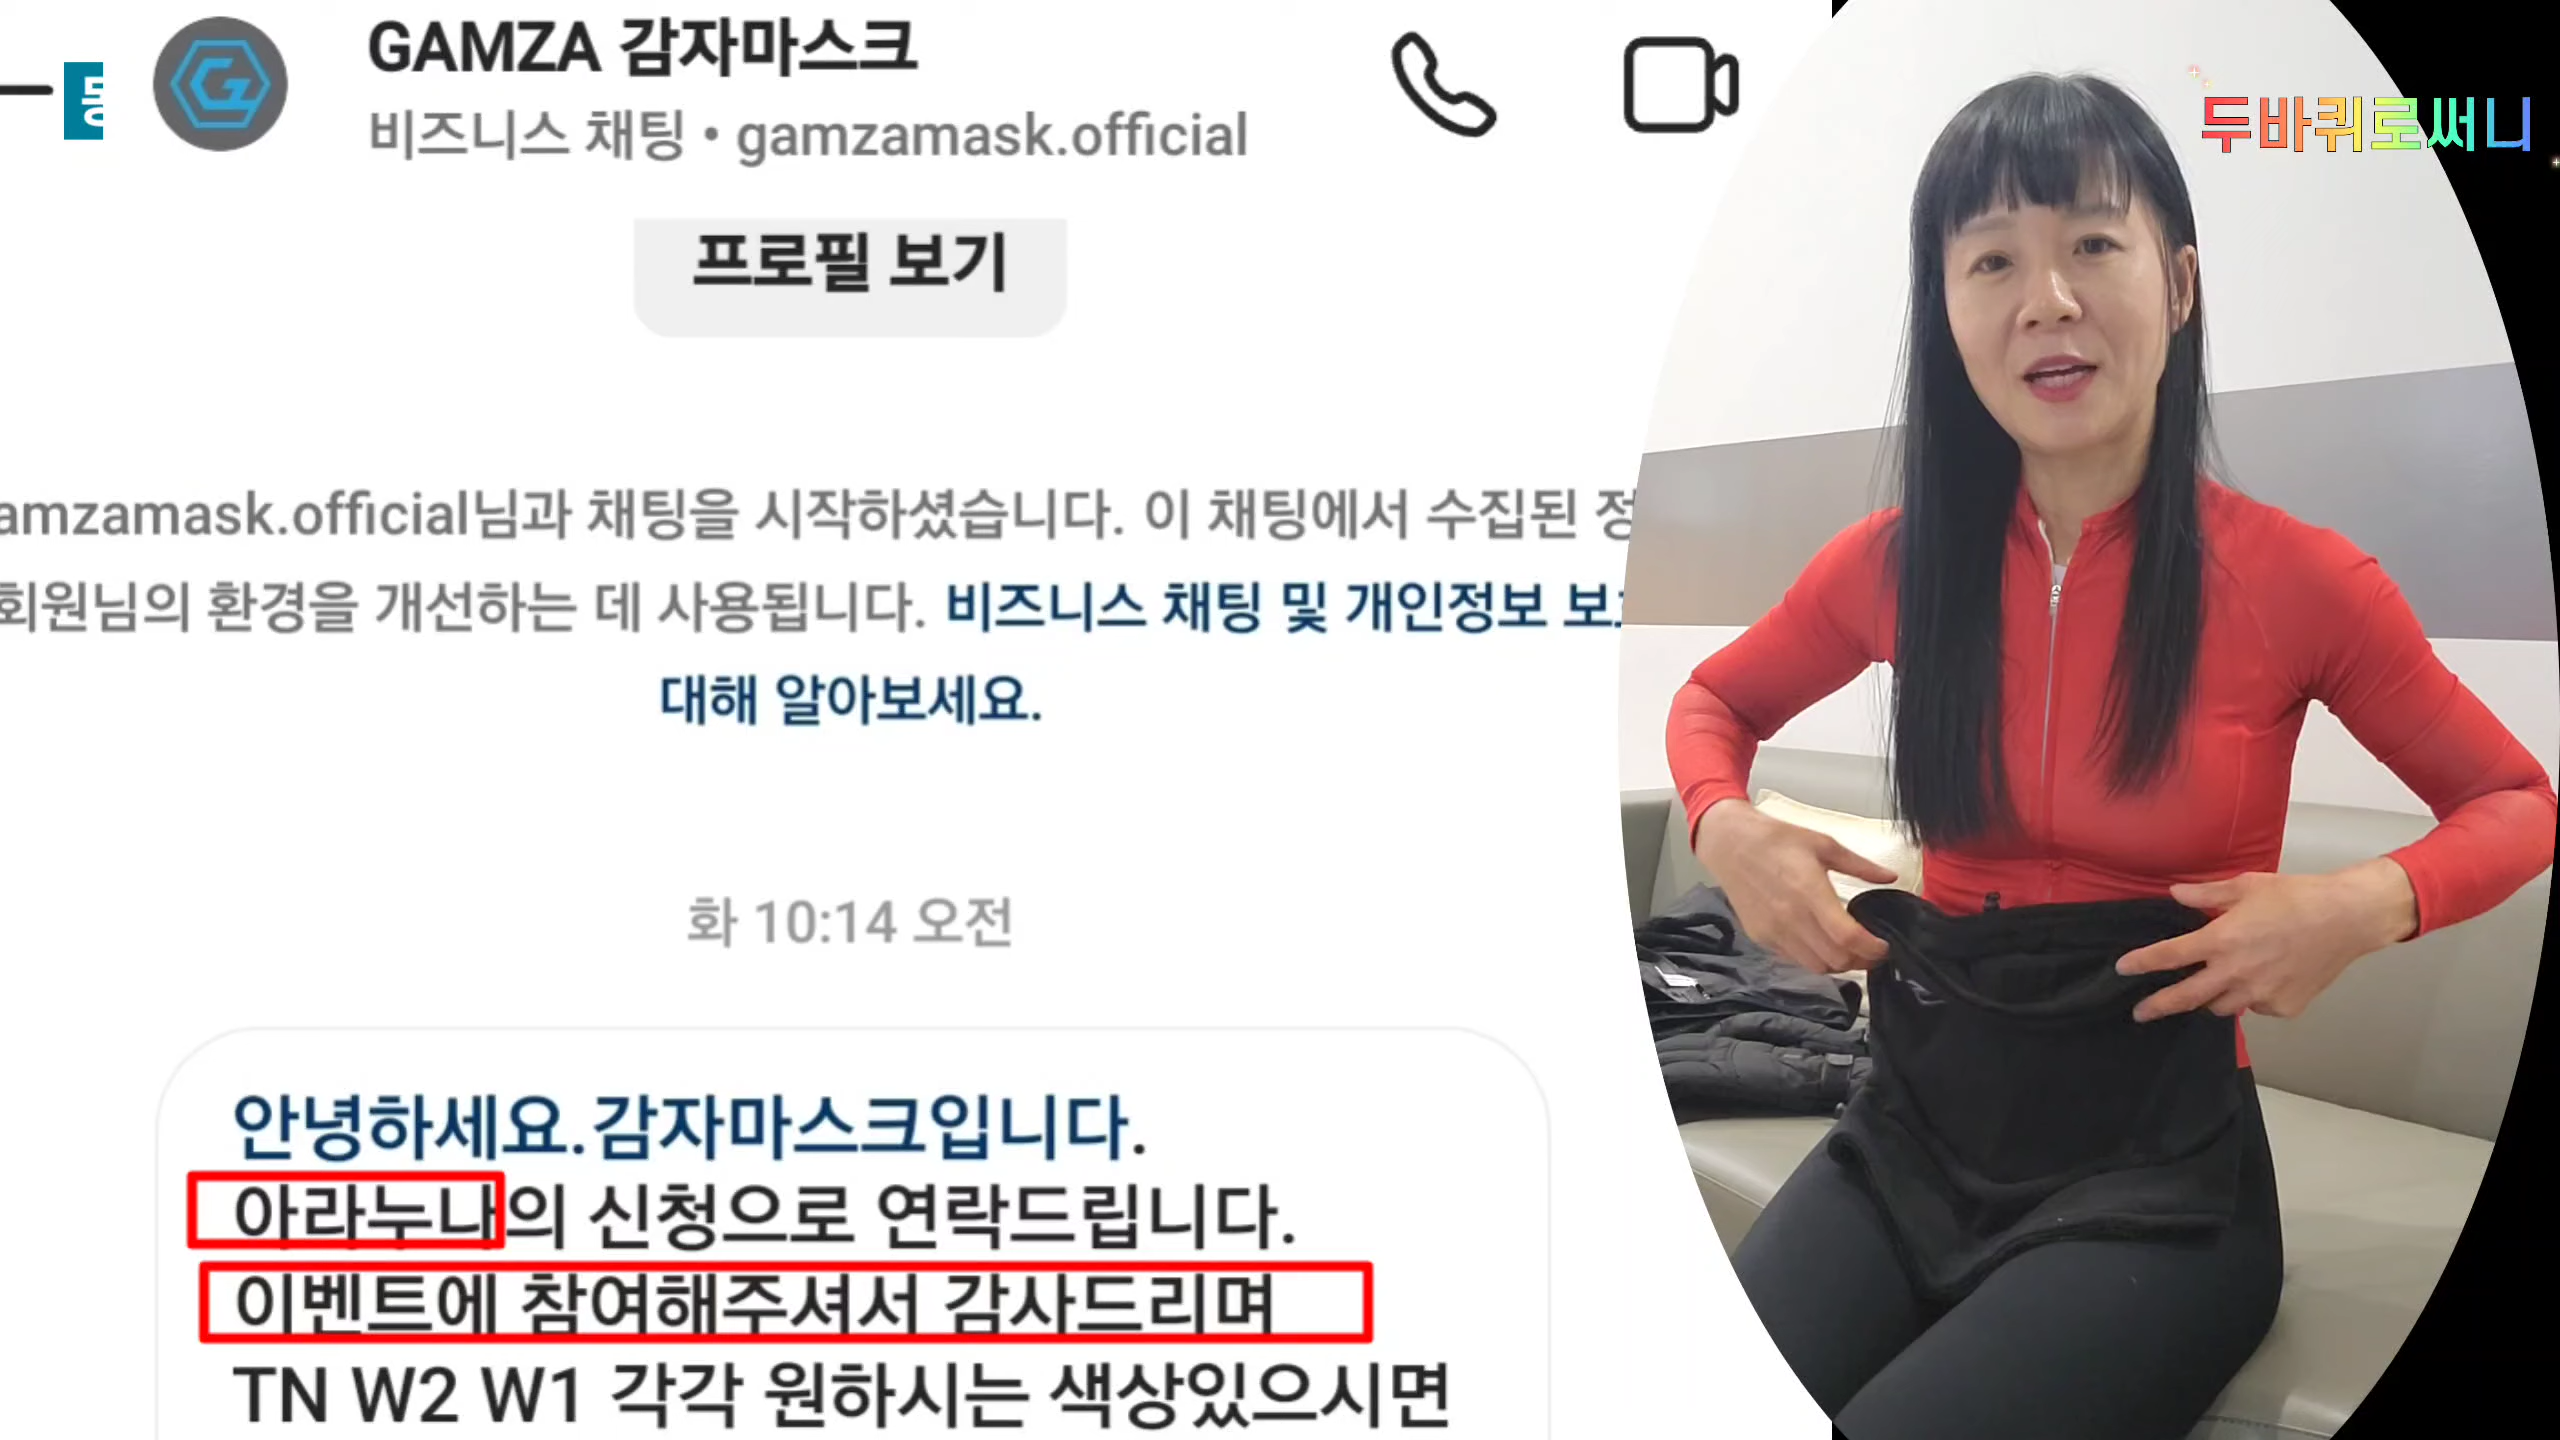 GAMZA 감자마스크
비즈니스 채팅 • gamzamask.official
두바퀴로써니
프로필 보기
amzamask.official님과 채팅을 시작하셨습니다. 이 채팅에서 수집된 정
회원님의 환경을 개선하는 데 사용됩니다. 비즈니스 채팅 및 개인정보 보호
대해 알아보세요.
화 10:14 오전
안녕하세요.감자마스크입니다.
아라누나의 신청으로 연락드립니다.
이벤트에 참여해주셔서 감사드리며
TN W2 W1 각각 원하시는 색상있으시면